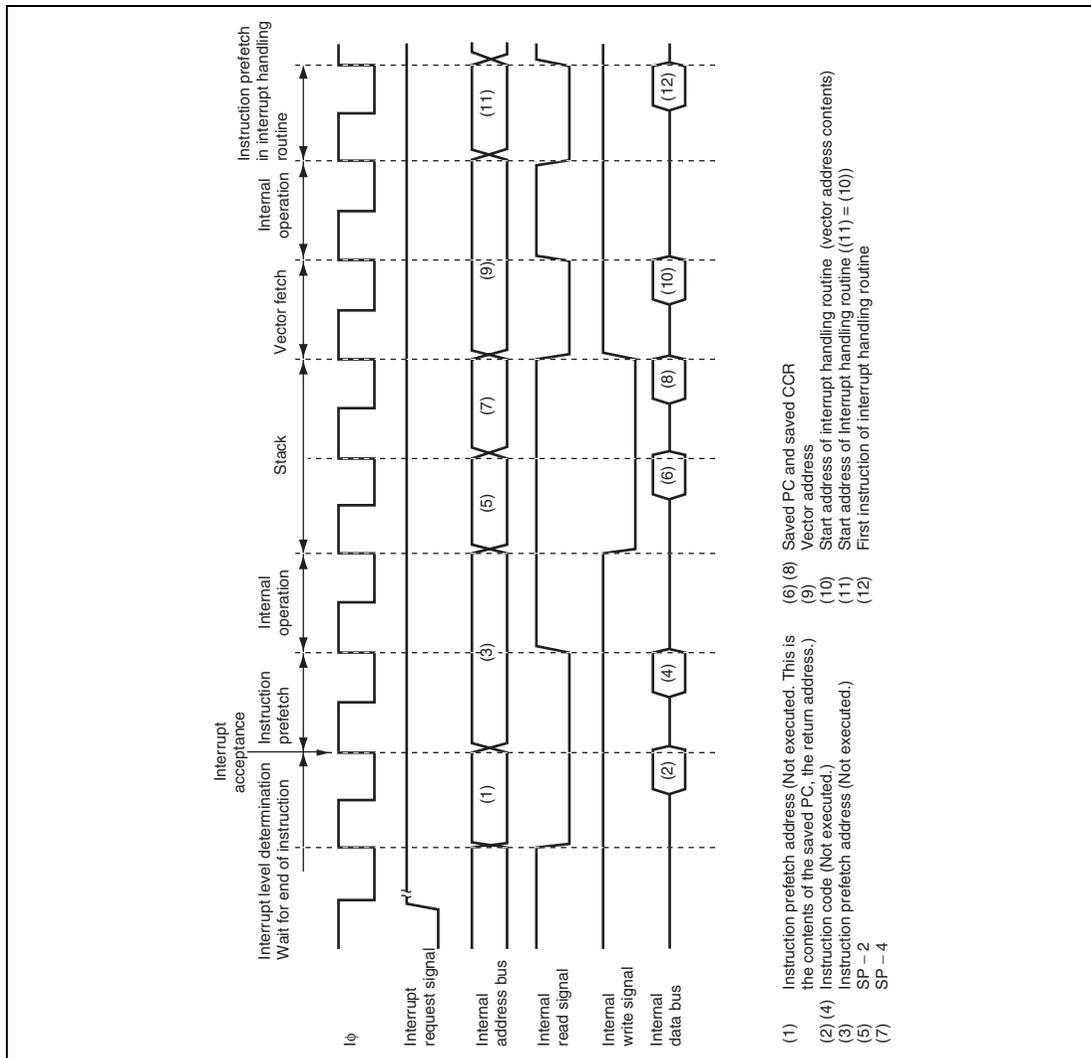 Interrupt level determination
Wait for end of instruction
Interrupt
acceptance
Instruction
prefetch
Internal
operation
Stack
Vector fetch
Internal
operation
Instruction prefetch
in interrupt handling
routine
Iϕ
Interrupt
request signal
Internal
address bus
(1)
(3)
(5)
(7)
(9)
(11)
Internal
read signal
Internal
write signal
Internal
data bus
(2)
(4)
(6)
(8)
(10)
(12)
(1) Instruction prefetch address (Not executed. This is
the contents of the saved PC, the return address.)
(2) (4) Instruction code (Not executed.)
(3) Instruction prefetch address (Not executed.)
(5) SP – 2
(7) SP – 4
(6) (8) Saved PC and saved CCR
(9) Vector address
(10) Start address of interrupt handling routine (vector address contents)
(11) Start address of Interrupt handling routine ((11) = (10))
(12) First instruction of interrupt handling routine